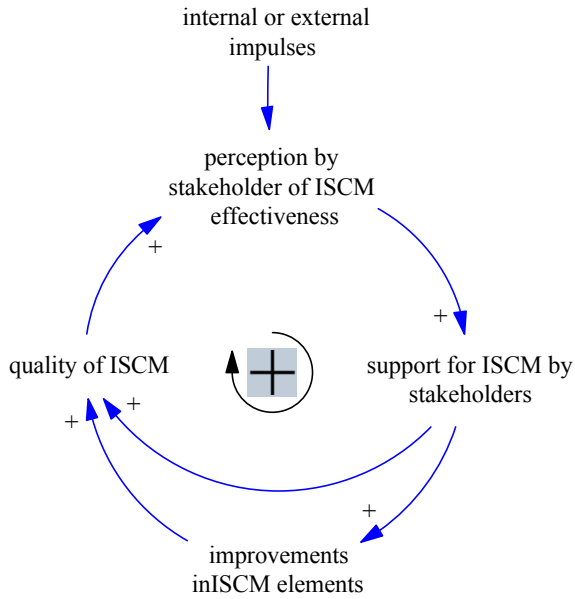 internal or external
impulses
perception by
stakeholder of ISCM
effectiveness
+
+
quality of ISCM
+
support for ISCM by
stakeholders
+
+
+
improvements
inISCM elements